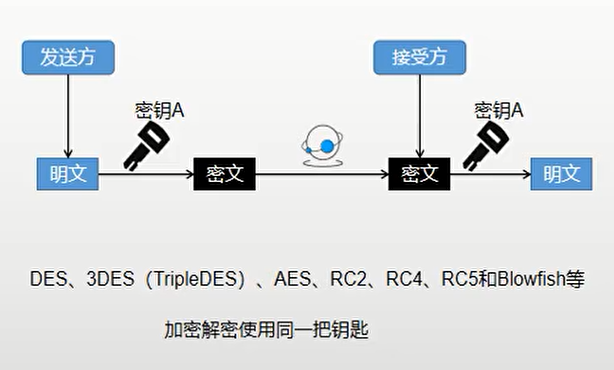 发送方
接受方
密钥A
密钥A
明文
密文
密文
明文
DES、3DES（TripleDES）、AES、RC2、RC4、RC5和Blowfish等
加密解密使用同一把钥匙